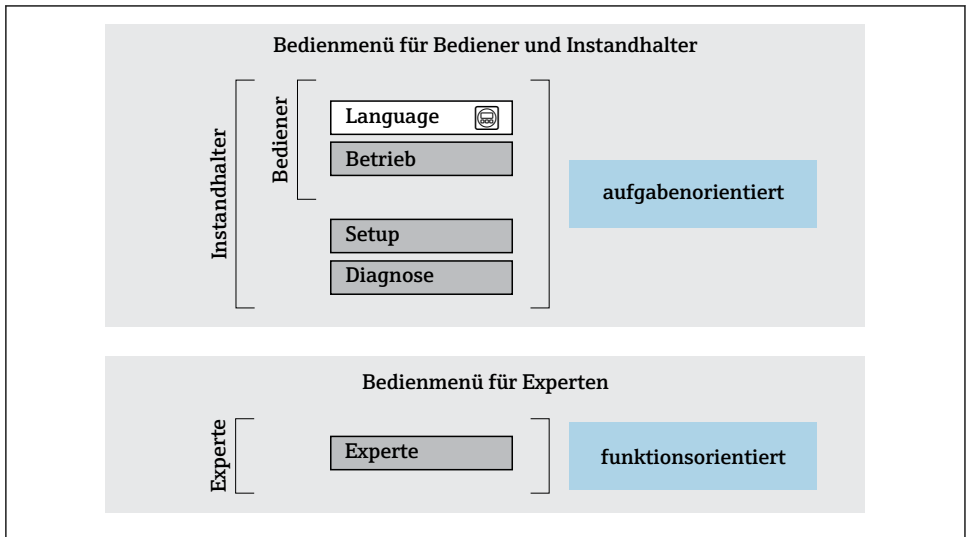 Bedienmenü für Bediener und Instandhalter
Instandhalter
Bediener
Language
Betrieb
Setup
Diagnose
aufgabenorientiert
Bedienmenü für Experten
Experte
Experte
funktionsorientiert